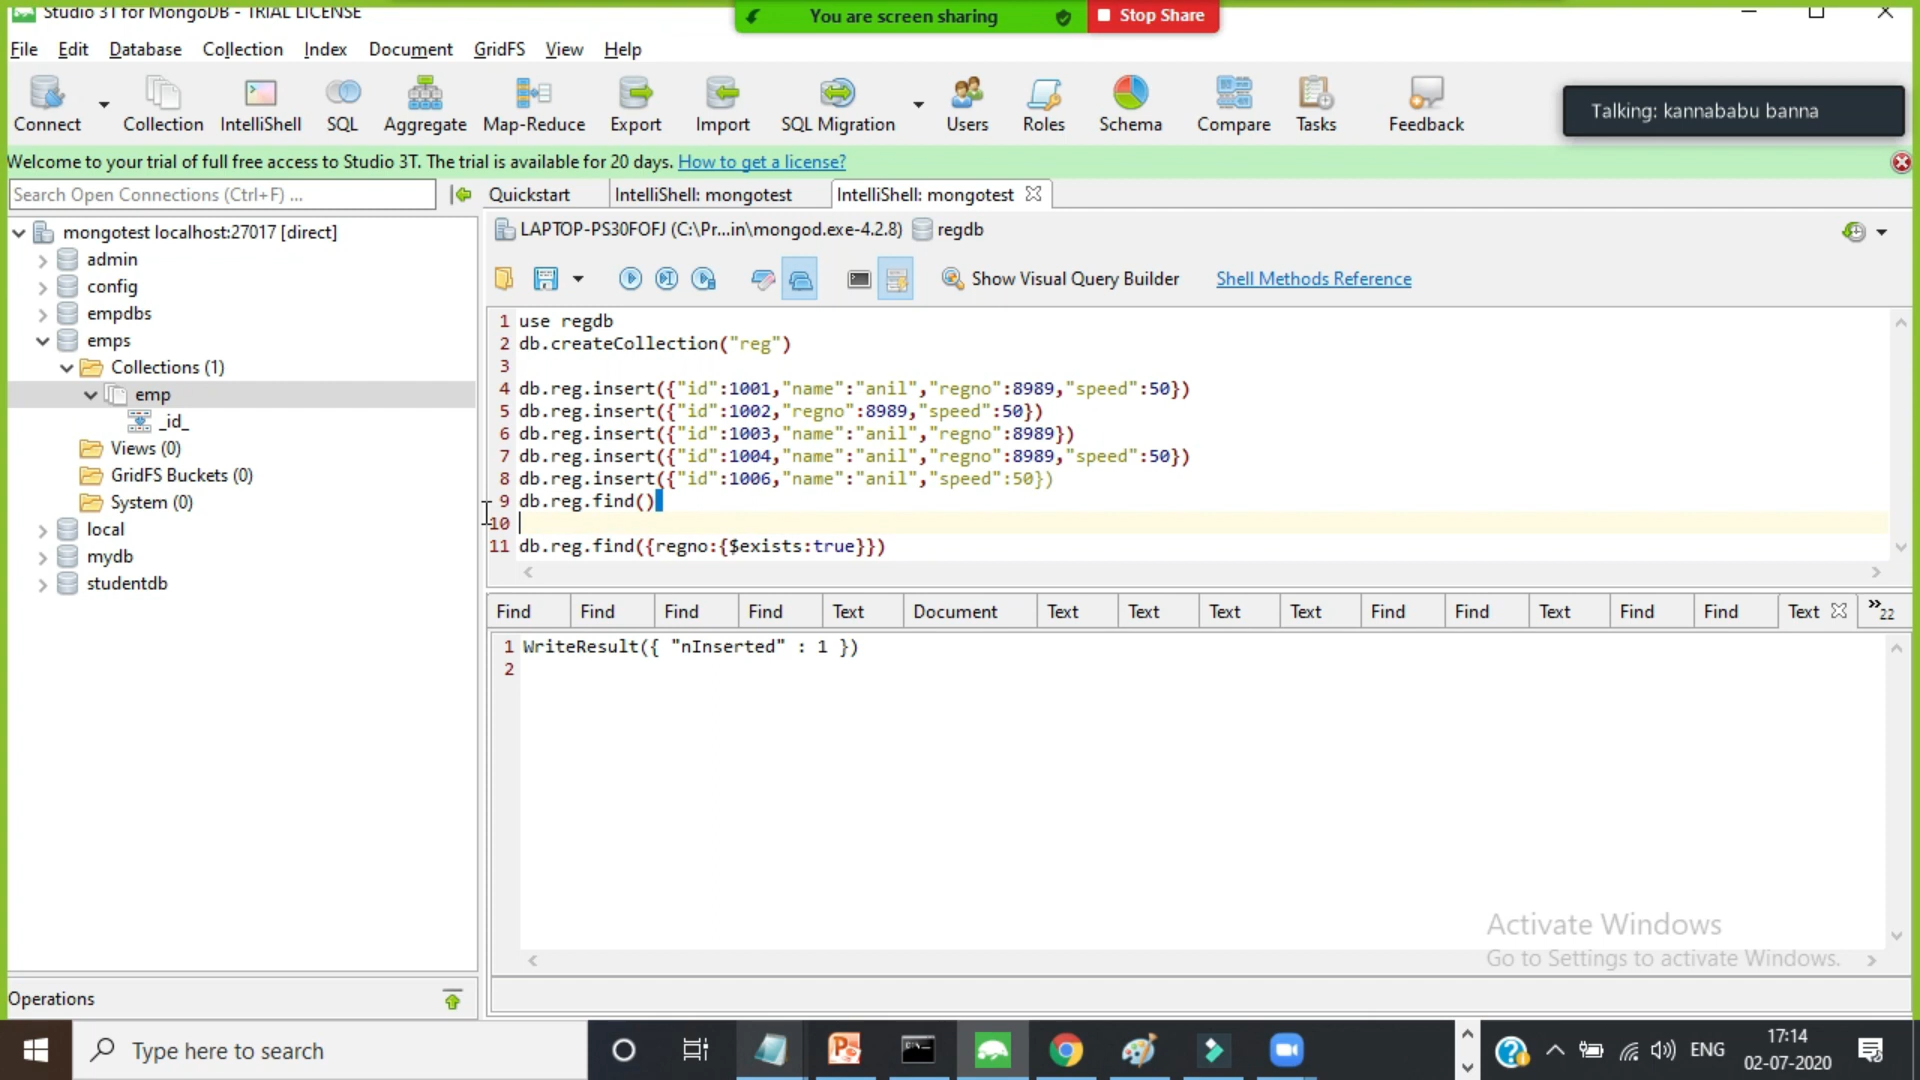 Studio 3T for MongoDB - TRIAL LICENSE
You are screen sharing
Stop Share
File Edit Database Collection Index Document GridFS View Help
Connect Collection IntelliShell SQL Aggregate Map-Reduce Export Import SQL Migration Users Roles Schema Compare Tasks Feedback
Talking: kannababu banna
Welcome to your trial of full free access to Studio 3T. The trial is available for 20 days. How to get a license?
Search Open Connections (Ctrl+F) ...
Quickstart IntelliShell: mongotest IntelliShell: mongotest
mongotest localhost:27017 [direct]
admin
config
empdbs
emps
Collections (1)
emp
_id_
Views (0)
GridFS Buckets (0)
System (0)
local
mydb
studentdb
Operations
LAPTOP-PS30FOFJ (C:\Pr...in\mongod.exe-4.2.8) regdb
Show Visual Query Builder Shell Methods Reference
1 use regdb
2 db.createCollection("reg")
3
4 db.reg.insert({"id":1001,"name":"anil","regno":8989,"speed":50})
5 db.reg.insert({"id":1002,"regno":8989,"speed":50})
6 db.reg.insert({"id":1003,"name":"anil","regno":8989})
7 db.reg.insert({"id":1004,"name":"anil","regno":8989,"speed":50})
8 db.reg.insert({"id":1006,"name":"anil","speed":50})
9 db.reg.find()
10
11 db.reg.find({regno:{$exists:true}})
Find Find Find Find Text Document Text Text Text Text Find Find Text Find Find Text »22
1 WriteResult({ "nInserted" : 1 })
2
Activate Windows
Go to Settings to activate Windows.
Type here to search
ENG
17:14
02-07-2020